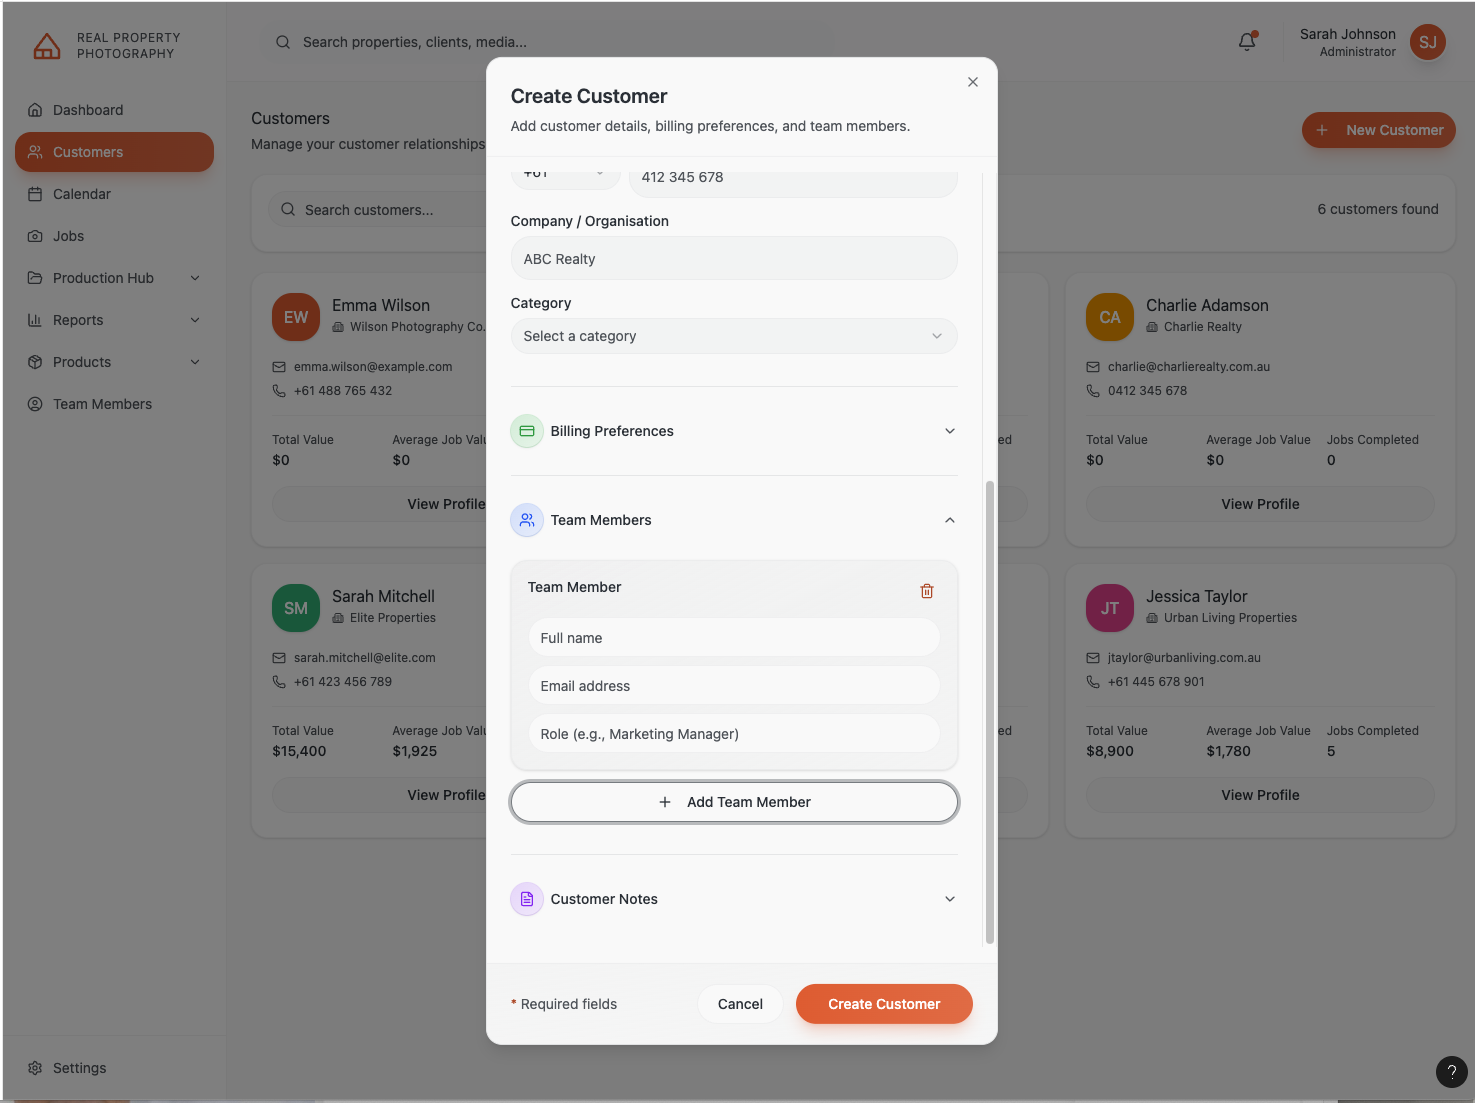 REAL PROPERTY
PHOTOGRAPHY
Search properties, clients, media...
Sarah Johnson
Administrator
SJ
Dashboard
Customers
Calendar
Jobs
Production Hub
Reports
Products
Team Members
Settings
Customers
Manage your customer relationships
New Customer
Search customers...
6 customers found
EW
Emma Wilson
Wilson Photography Co.
emma.wilson@example.com
+61 488 765 432
Total Value
Average Job Valu
$0
$0
View Profile
ed
CA
Charlie Adamson
Charlie Realty
charlie@charlierealty.com.au
0412 345 678
Total Value
Average Job Value
Jobs Completed
$0
$0
0
View Profile
SM
Sarah Mitchell
Elite Properties
sarah.mitchell@elite.com
+61 423 456 789
Total Value
Average Job Valu
$15,400
$1,925
View Profile
ed
JT
Jessica Taylor
Urban Living Properties
jtaylor@urbanliving.com.au
+61 445 678 901
Total Value
Average Job Value
Jobs Completed
$8,900
$1,780
5
View Profile
Create Customer
Add customer details, billing preferences, and team members.
+61
412 345 678
Company / Organisation
ABC Realty
Category
Select a category
Billing Preferences
Team Members
Team Member
Full name
Email address
Role (e.g., Marketing Manager)
Add Team Member
Customer Notes
* Required fields
Cancel
Create Customer
?